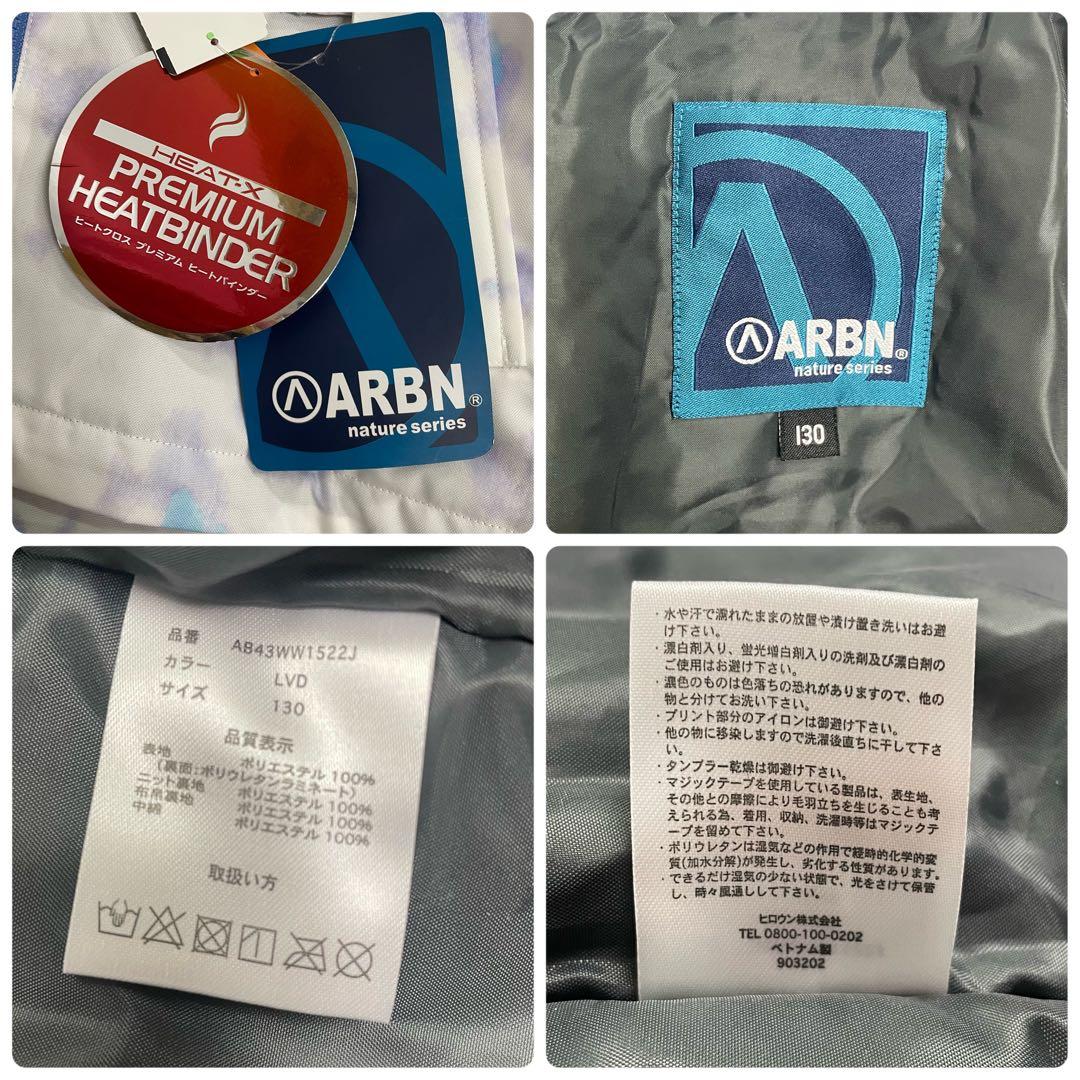 HEAT-X
PREMIUM
HEATBINDER
ヒートクロス プレミアム ヒートバインダー
ARBN®
nature series
ARBN®
nature series
130
品番 A843WW1522J
カラー LVD
サイズ 130
品質表示
表地 ポリエステル 100%
(裏面:ポリウレタンラミネート)
ニット裏地 ポリエステル 100%
布帛裏地 ポリエステル 100%
中綿 ポリエステル 100%
取扱い方
・水や汗で濡れたままの放置や漬け置き洗いはお避
け下さい。
・漂白剤入り、蛍光増白剤入りの洗剤及び漂白剤の
ご使用はお避け下さい。
・濃色のものは色落ちの恐れがありますので、他の
物と分けてお洗い下さい。
・プリント部分のアイロンは御避け下さい。
・他の物に移染しますので洗濯後直ちに干して下さ
い。
・タンブラー乾燥は御避け下さい。
・マジックテープを使用している製品は、表生地、
その他との摩擦により毛羽立ちを生じることも考
えられる為、着用、収納、洗濯時等はマジックテ
ープを留めて下さい。
・ポリウレタンは湿気などの作用で経時的化学的変
質(加水分解)が発生し、劣化する性質があります。
・できるだけ湿気の少ない状態で、光をさけて保管
し、時々風通しして下さい。
ヒロウン株式会社
TEL 0800-100-0202
ベトナム製
903202